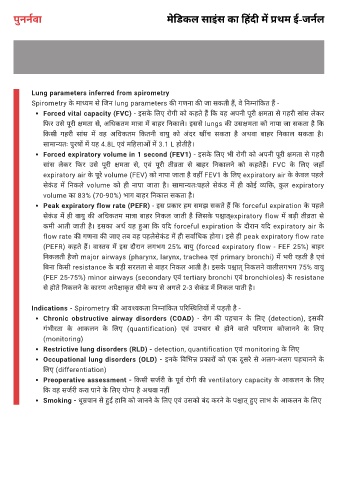 पुनर्नवा
मेडिकल साइंस का हिंदी में प्रथम ई-जर्नल
Lung parameters inferred from spirometry
Spirometry के माध्यम से जिन lung parameters की गणना की जा सकती हैं, वे निम्नांकित हैं -
• Forced vital capacity (FVC) - इसके लिए रोगी को कहते हैं कि वह अपनी पूरी क्षमता से गहरी सांस लेकर
फिर उसे पूरी क्षमता से, अधिकतम मात्रा में बाहर निकाले। इससे lungs की उच्चक्षमता को मापा जा सकता है कि
किसी गहरी सांस में वह अधिकतम कितनी वायु को अंदर खींच सकता है अथवा बाहर निकाल सकता है।
सामान्यतः पुरषों में यह 4.8L एवं महिलाओं में 3.1 L होतीहै।
• Forced expiratory volume in 1 second (FEV1) - इसके लिए भी रोगी को अपनी पूरी क्षमता से गहरी
सांस लेकर फिर उसे पूरी क्षमता से, एवं पूरी तीव्रता से बाहर निकालने को कहतेहैं। FVC के लिए जहाँ
expiratory air के पूरे volume (FEV) को नापा जाता है वहीं FEV1 के लिए expiratory air के केवल पहले
सेकंड में निकले volume को ही नापा जाता है। सामान्यतःपहले सेकंड में ही कोई व्यक्ति, कुल expiratory
volume का 83% (70-90%) भाग बाहर निकाल सकता है।
• Peak expiratory flow rate (PEFR) - इस प्रकार हम समझ सकते हैं कि forceful expiration के पहले
सेकंड में ही वायु की अधिकतम मात्रा बाहर निकल जाती है जिसके पश्चात्expiratory flow में बड़ी तीव्रता से
कमी आती जाती है। इसका अर्थ यह हुआ कि यदि forceful expiration के दौरान यदि expiratory air के
flow rate की गणना की जाए तब वह पहलेसेकंड में ही सर्वाधिक होगा। इसे ही peak expiratory flow rate
(PEFR) कहते हैं। वास्तव में इस दौरान लगभग 25% वायु (forced expiratory flow - FEF 25%) बाहर
निकलती हैजो major airways (pharynx, larynx, trachea एवं primary bronchi) में भरी रहती है एवं
बिना किसी resistance के बड़ी सरलता से बाहर निकल आती है। इसके पश्चात् निकलने वालीलगभग 75% वायु
(FEF 25-75%) minor airways (secondary एवं tertiary bronchi एवं bronchioles) के resistane
से होते निकलने के कारण अपेक्षाकृत धीमे रूप से अगले 2-3 सेकंड में निकल पाती है।
Indications - Spirometry की आवश्यकता निम्नांकित परिस्थितियों में पड़ती हैं -
• Chronic obstructive airway disorders (COAD) - रोग की पहचान के लिए (detection), इसकी
गंभीरता के आकलन के लिए (quantification) एवं उपचार से होने वाले परिणाम कोजानने के लिए
(monitoring)
• Restrictive lung disorders (RLD) - detection, quantification एवं monitoring के लिए
• Occupational lung disorders (OLD) - इनके विभिन्न प्रकारों को एक दूसरे से अलग-अलग पहचानने के
लिए (differentiation)
• Preoperative assessment - किसी सर्जरी के पूर्व रोगी की ventilatory capacity के आकलन के लिए
कि वह सर्जरी करा पाने के लिए योग्य है अथवा नहीं
• Smoking - धूम्रपान से हुई हानि को जानने के लिए एवं उसको बंद करने के पश्चात् हुए लाभ के आकलन के लिए